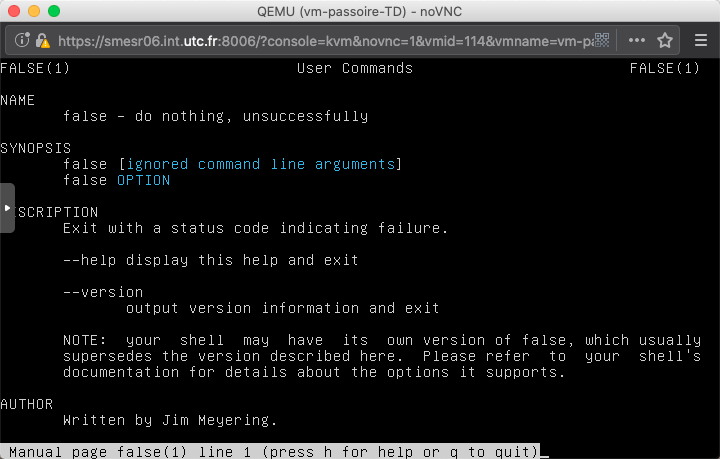 QEMU (vm-passoire-TD) - noVNC
https://smesr06.int.utc.fr:8006/?console=kvm&novnc=1&vmid=114&vmname=vm-pa
FALSE(1) User Commands FALSE(1)
NAME
false - do nothing, unsuccessfully
SYNOPSIS
false [ignored command line arguments]
false OPTION
ESCRIPTION
Exit with a status code indicating failure.
--help display this help and exit
--version
output version information and exit
NOTE: your shell may have its own version of false, which usually
supersedes the version described here. Please refer to your shell's
documentation for details about the options it supports.
AUTHOR
Written by Jim Meyering.
Manual page false(1) line 1 (press h for help or q to quit)